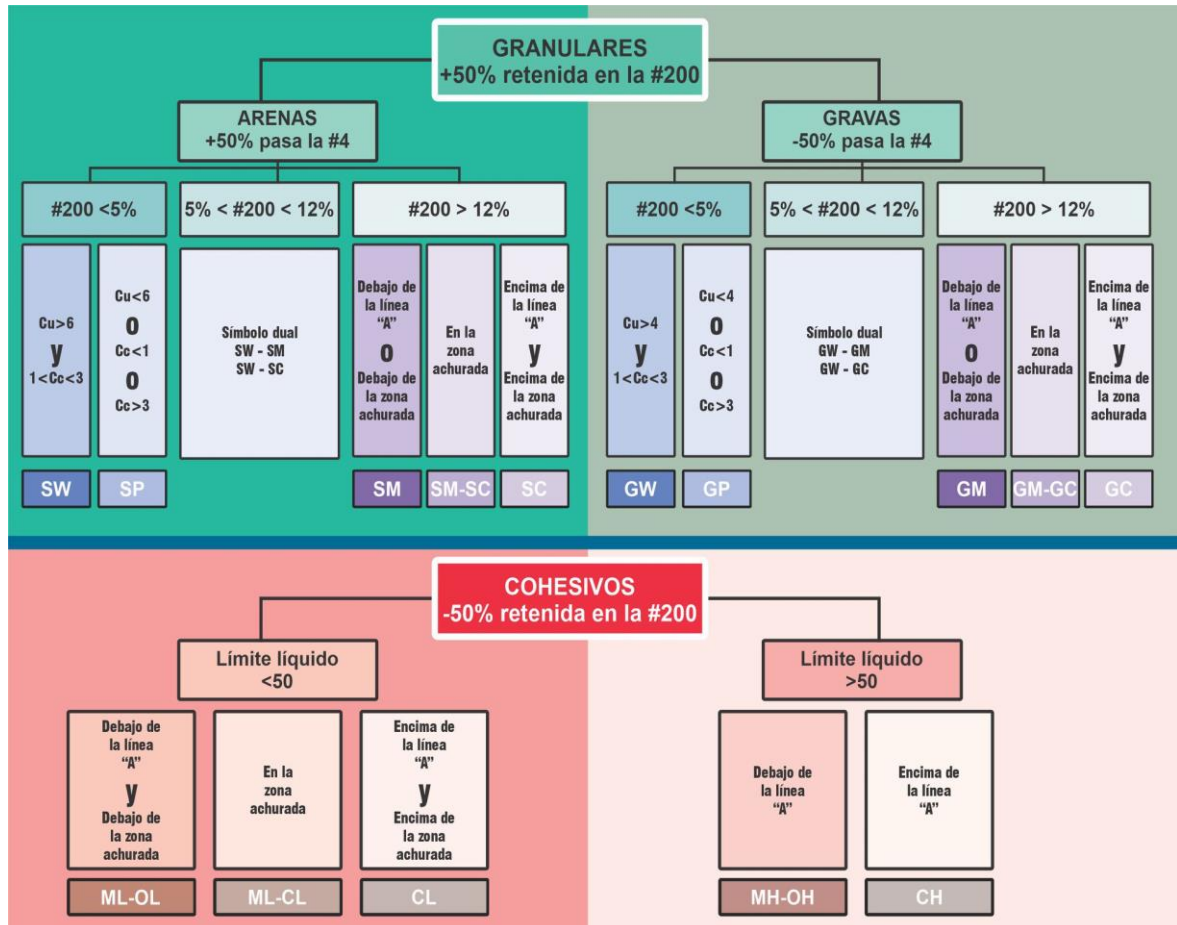 GRANULARES
+50% retenida en la #200
ARENAS
+50% pasa la #4
#200 <5%
5% < #200 < 12%
#200 > 12%
Cu>6
y
1<Cc<3
Cu<6
o
Cc<1
o
Cc>3
Símbolo dual
SW - SM
SW - SC
Debajo de
la línea
“A”
o
Debajo de
la zona
achurada
En la
zona
achurada
Encima de
la línea
“A”
y
Encima de
la zona
achurada
SW
SP
SM
SM-SC
SC
GRAVAS
-50% pasa la #4
#200 <5%
5% < #200 < 12%
#200 > 12%
Cu>4
y
1<Cc<3
Cu<4
o
Cc<1
o
Cc>3
Símbolo dual
GW - GM
GW - GC
Debajo de
la línea
“A”
o
Debajo de
la zona
achurada
En la
zona
achurada
Encima de
la línea
“A”
y
Encima de
la zona
achurada
GW
GP
GM
GM-GC
GC
COHESIVOS
-50% retenida en la #200
Límite líquido
<50
Debajo de
la línea
“A”
y
Debajo de
la zona
achurada
En la
zona
achurada
Encima de
la línea
“A”
y
Encima de
la zona
achurada
ML-OL
ML-CL
CL
Límite líquido
>50
Debajo de
la línea
“A”
Encima de
la línea
“A”
MH-OH
CH